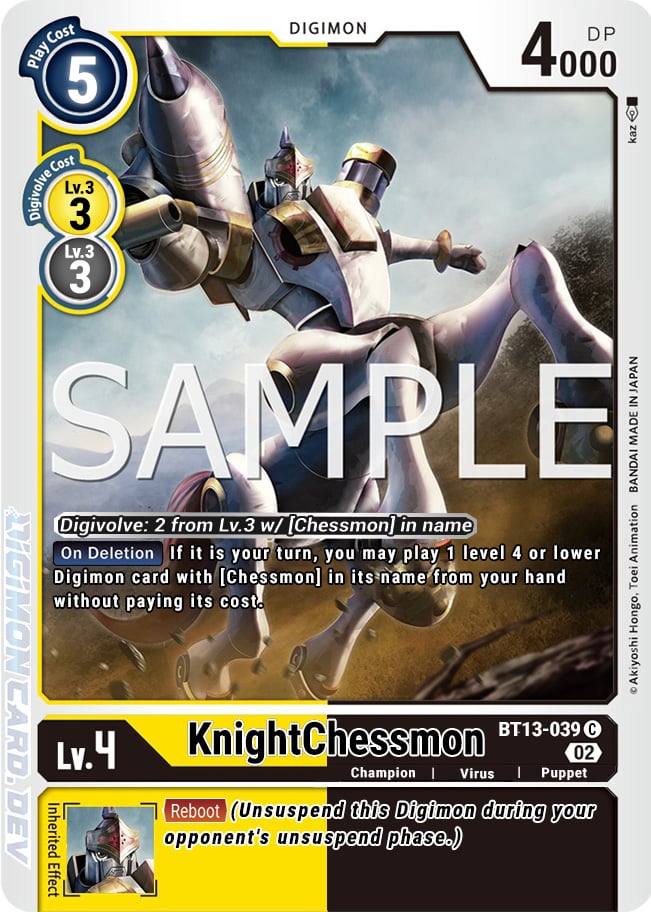 DIGIMON
Play Cost
5
DP
4000
kaz
Digivolve Cost
Lv.3
3
Lv.3
3
SAMPLE
© Akiyoshi Hongo, Toei Animation BANDAI MADE IN JAPAN
Digivolve: 2 from Lv.3 w/ [Chessmon] in name
On Deletion If it is your turn, you may play 1 level 4 or lower
Digimon card with [Chessmon] in its name from your hand
without paying its cost.
DIGIMONCARD.DEV
Lv.4
KnightChessmon
BT13-039 C
02
Champion | Virus | Puppet
Inherited Effect
Reboot (Unsuspend this Digimon during your
opponent's unsuspend phase.)